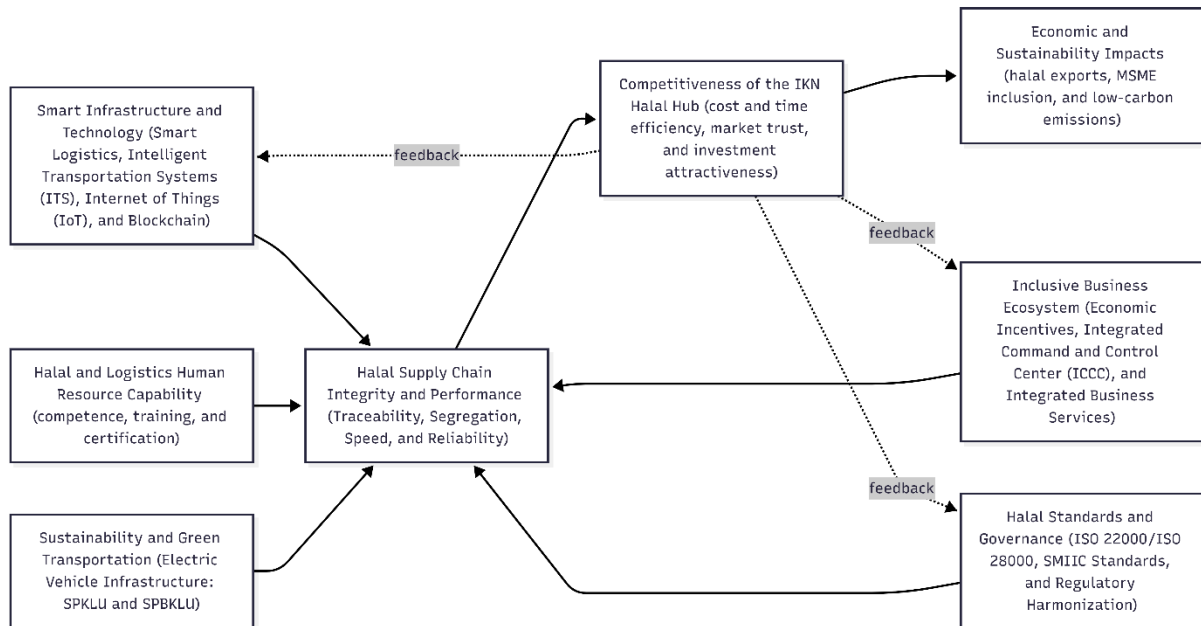 Smart Infrastructure and
Technology (Smart
Logistics, Intelligent
Transportation Systems
(ITS), Internet of Things
(IoT), and Blockchain)
Halal and Logistics Human
Resource Capability
(competence, training, and
certification)
Sustainability and Green
Transportation (Electric
Vehicle Infrastructure:
SPKLU and SPBKLU)
Halal Supply Chain
Integrity and Performance
(Traceability, Segregation,
Speed, and Reliability)
feedback
Competitiveness of the IKN
Halal Hub (cost and time
efficiency, market trust,
and investment
attractiveness)
feedback
feedback
Economic and
Sustainability Impacts
(halal exports, MSME
inclusion, and low-carbon
emissions)
Inclusive Business
Ecosystem (Economic
Incentives, Integrated
Command and Control
Center (ICCC), and
Integrated Business
Services)
Halal Standards and
Governance (ISO 22000/ISO
28000, SMIIC Standards,
and Regulatory
Harmonization)